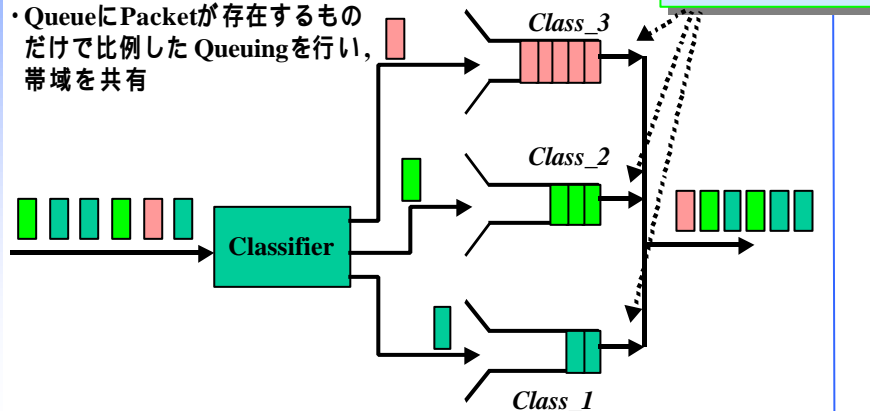 ・QueueにPacketが存在するもの
だけで比例したQueuingを行い,
帯域を共有
Class_3
Class_2
Classifier
Class_1